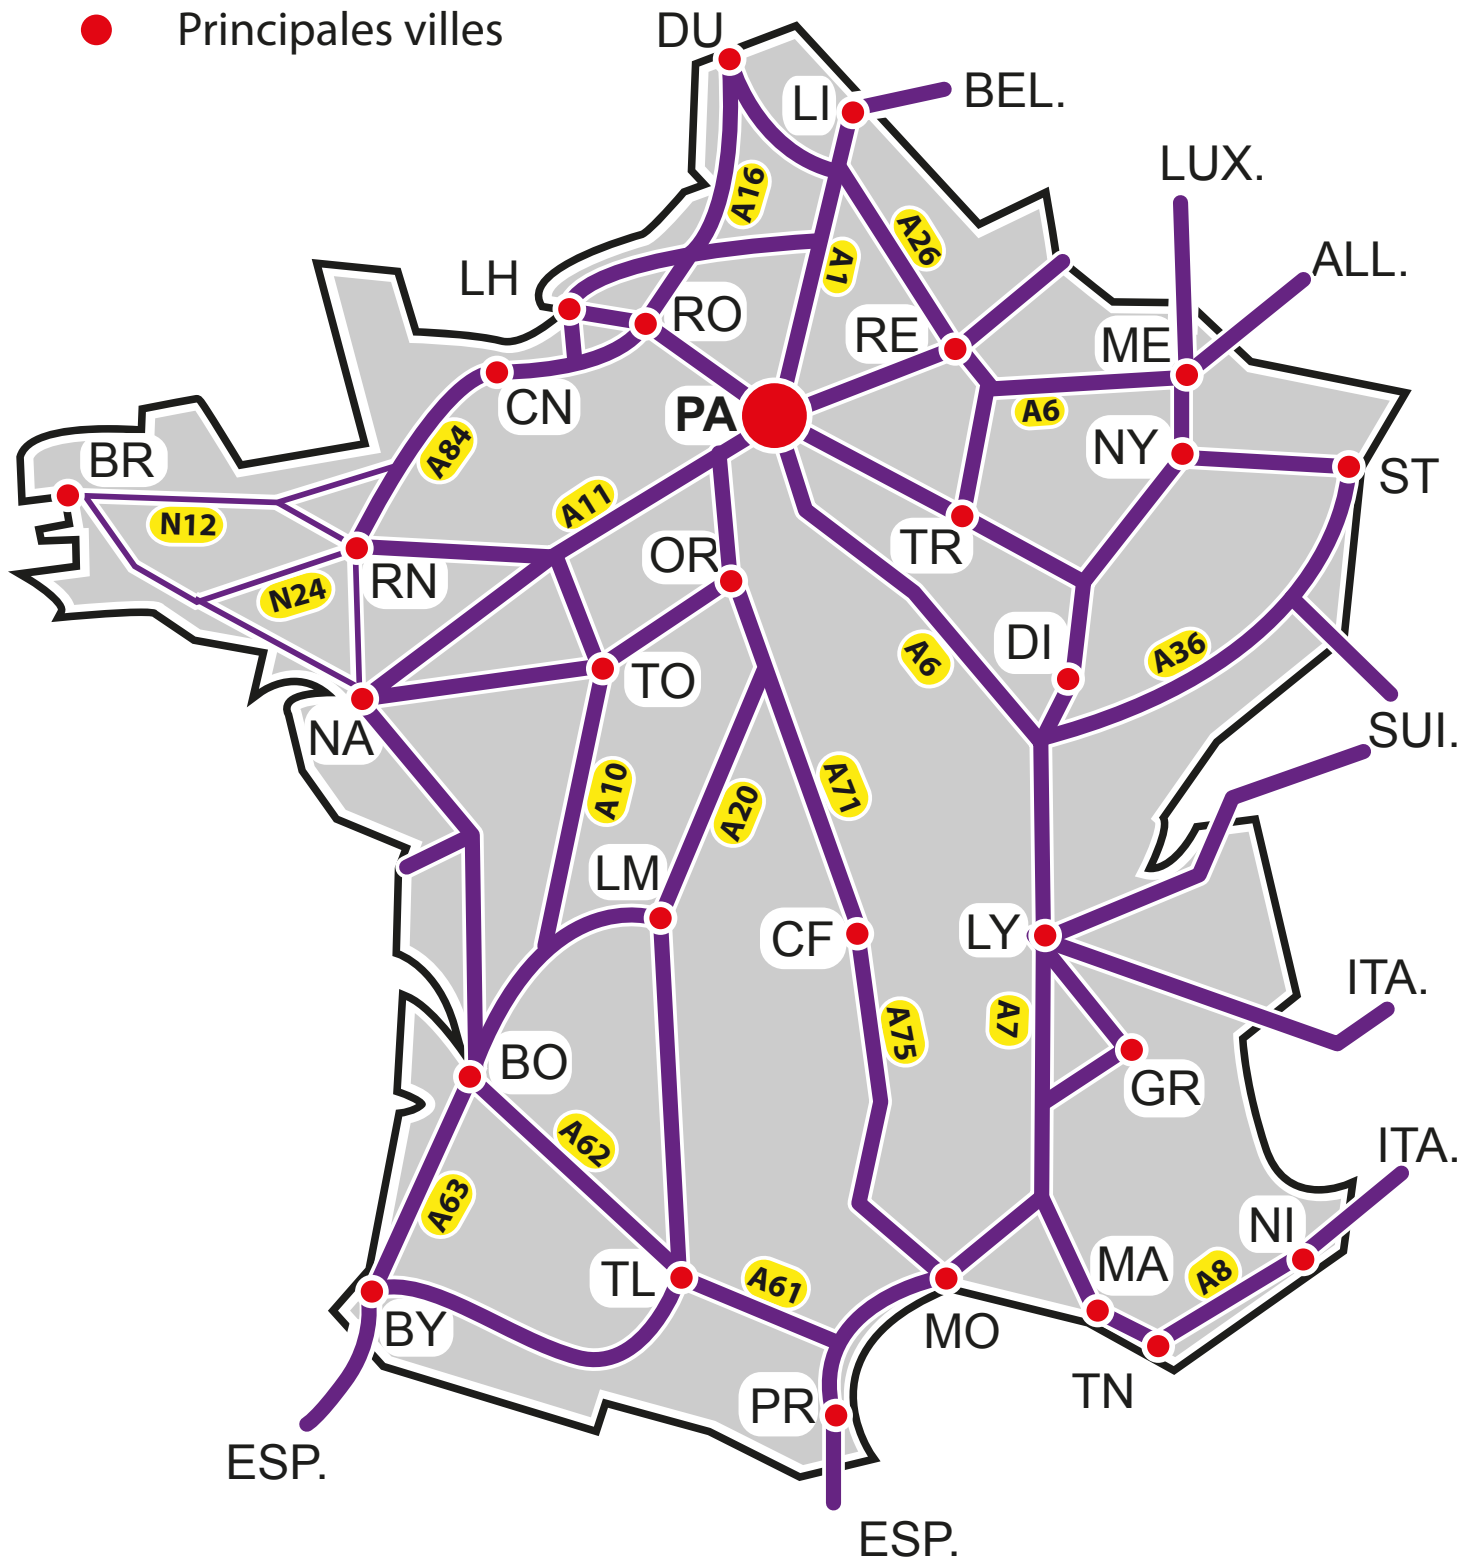 Principales villes
DU
LI
BEL.
LUX.
A16
A26
ALL.
A1
LH
RO
RE
ME
PA
CN
A6
NY
ST
A84
BR
N12
A11
OR
TR
RN
N24
DI
A36
A6
TO
NA
SUI.
A10
A20
A71
LM
CF
LY
ITA.
A7
A75
BO
GR
A62
ITA.
A63
NI
MA
A8
TL
A61
BY
MO
TN
PR
ESP.
ESP.